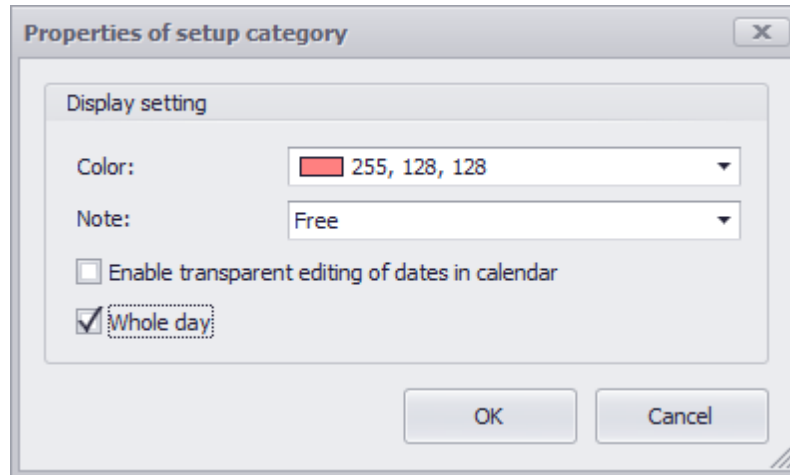 Properties of setup category
Display setting
Color: 255, 128, 128
Note: Free
Enable transparent editing of dates in calendar
Whole day
OK Cancel